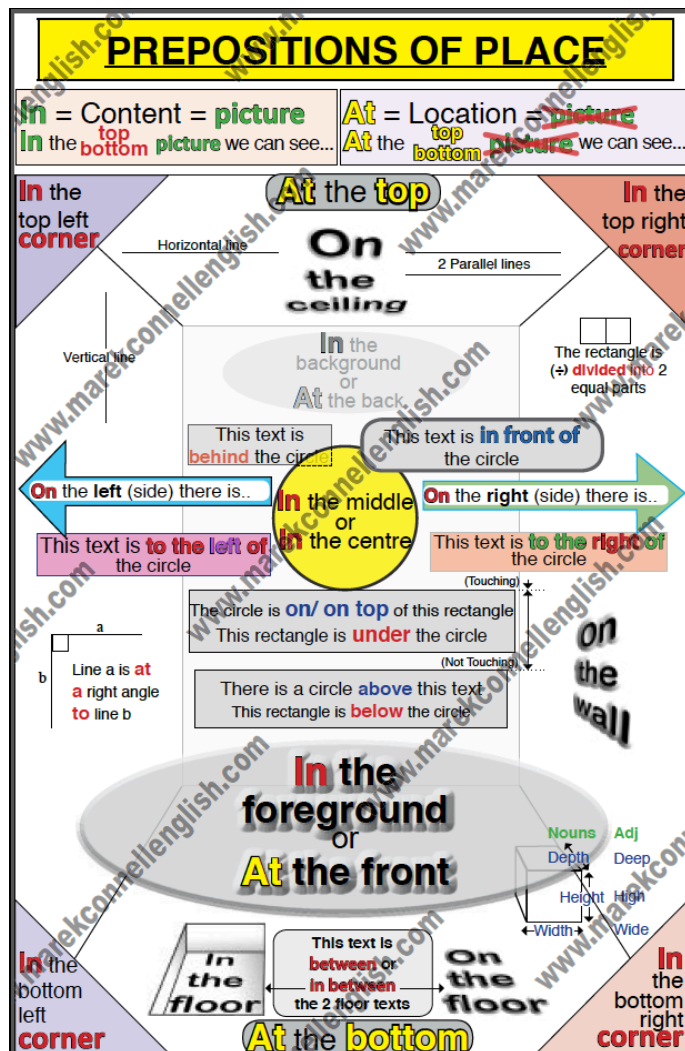 PREPOSITIONS OF PLACE
In = Content = picture
In the top bottom picture we can see...
At = Location = picture
At the top bottom picture we can see...
In the
top left
corner
At the top
In the
top right
corner
Horizontal line
On
the
ceiling
2 Parallel lines
Vertical line
In the
background
or
At the back
The rectangle is
(÷) divided into 2
equal parts
This text is
behind the circle
This text is in front of
the circle
On the left (side) there is..
In the middle
or
In the centre
On the right (side) there is..
This text is to the left of
the circle
This text is to the right of
the circle
(Touching)
The circle is on/ on top of this rectangle
This rectangle is under the circle
(Not Touching)
a
b
Line a is at
a right angle
to line b
On
the
wall
There is a circle above this text
This rectangle is below the circle
In the
foreground
or
At the front
Nouns Adj
Depth Deep
Height High
Width Wide
In
the
floor
This text is
between or
in between
the 2 floor texts
On
the
floor
In the
bottom
left
corner
At the bottom
In
the
bottom
right
corner
www.marekconnellenglish.com